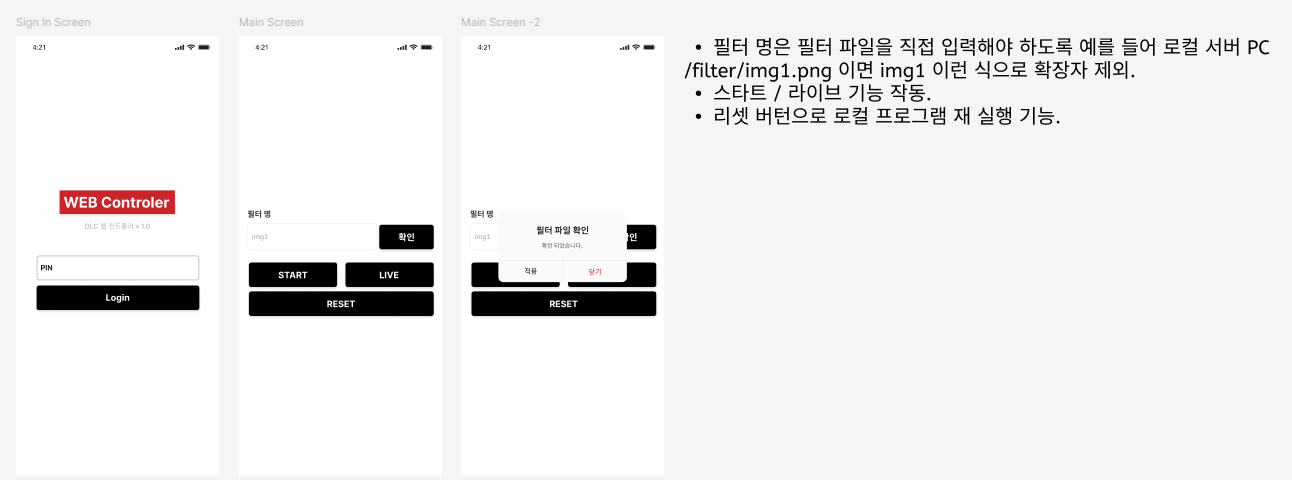 Sign In Screen
4:21
WEB Controler
DLC 웹 컨트롤러 v 1.0
PIN
Login
Main Screen
4:21
필터 명
img1
확인
START
LIVE
RESET
Main Screen -2
4:21
필터 명
img1
인
필터 파일 확인
확인 되었습니다.
적용
닫기
RESET
• 필터 명은 필터 파일을 직접 입력해야 하도록 예를 들어 로컬 서버 PC
/filter/img1.png 이면 img1 이런 식으로 확장자 제외.
• 스타트 / 라이브 기능 작동.
• 리셋 버턴으로 로컬 프로그램 재 실행 기능.